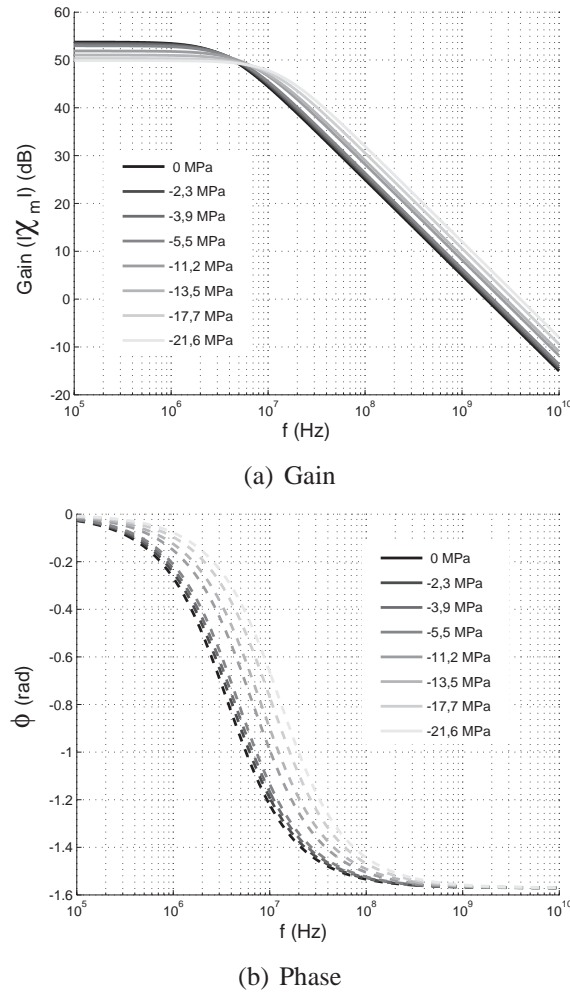 60
50
40
30
20
10
0
-10
-20
Gain (|χ m|) (dB)
0 MPa
-2,3 MPa
-3,9 MPa
-5,5 MPa
-11,2 MPa
-13,5 MPa
-17,7 MPa
-21,6 MPa
10^5
10^6
10^7
10^8
10^9
10^10
f (Hz)
(a) Gain
0
-0.2
-0.4
-0.6
-0.8
-1
-1.2
-1.4
-1.6
ϕ (rad)
0 MPa
-2,3 MPa
-3,9 MPa
-5,5 MPa
-11,2 MPa
-13,5 MPa
-17,7 MPa
-21,6 MPa
10^5
10^6
10^7
10^8
10^9
10^10
f (Hz)
(b) Phase